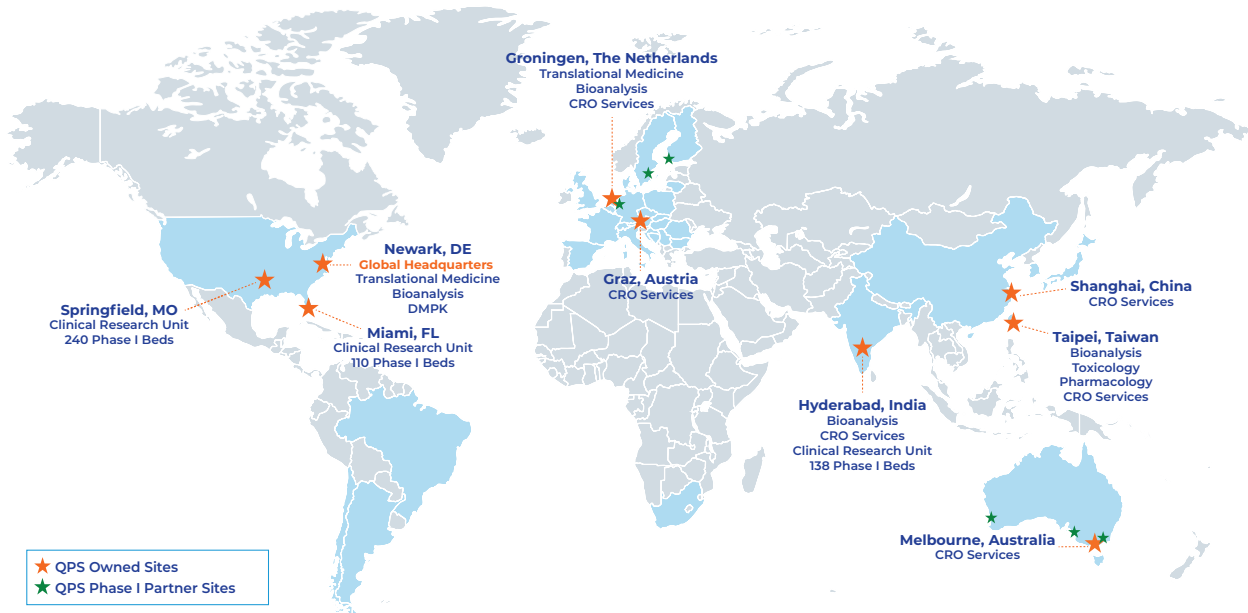 Groningen, The Netherlands
Translational Medicine
Bioanalysis
CRO Services
Newark, DE
Global Headquarters
Translational Medicine
Bioanalysis
DMPK
Springfield, MO
Clinical Research Unit
240 Phase I Beds
Miami, FL
Clinical Research Unit
110 Phase I Beds
Graz, Austria
CRO Services
Shanghai, China
CRO Services
Taipei, Taiwan
Bioanalysis
Toxicology
Pharmacology
CRO Services
Hyderabad, India
Bioanalysis
CRO Services
Clinical Research Unit
138 Phase I Beds
Melbourne, Australia
CRO Services
QPS Owned Sites
QPS Phase I Partner Sites